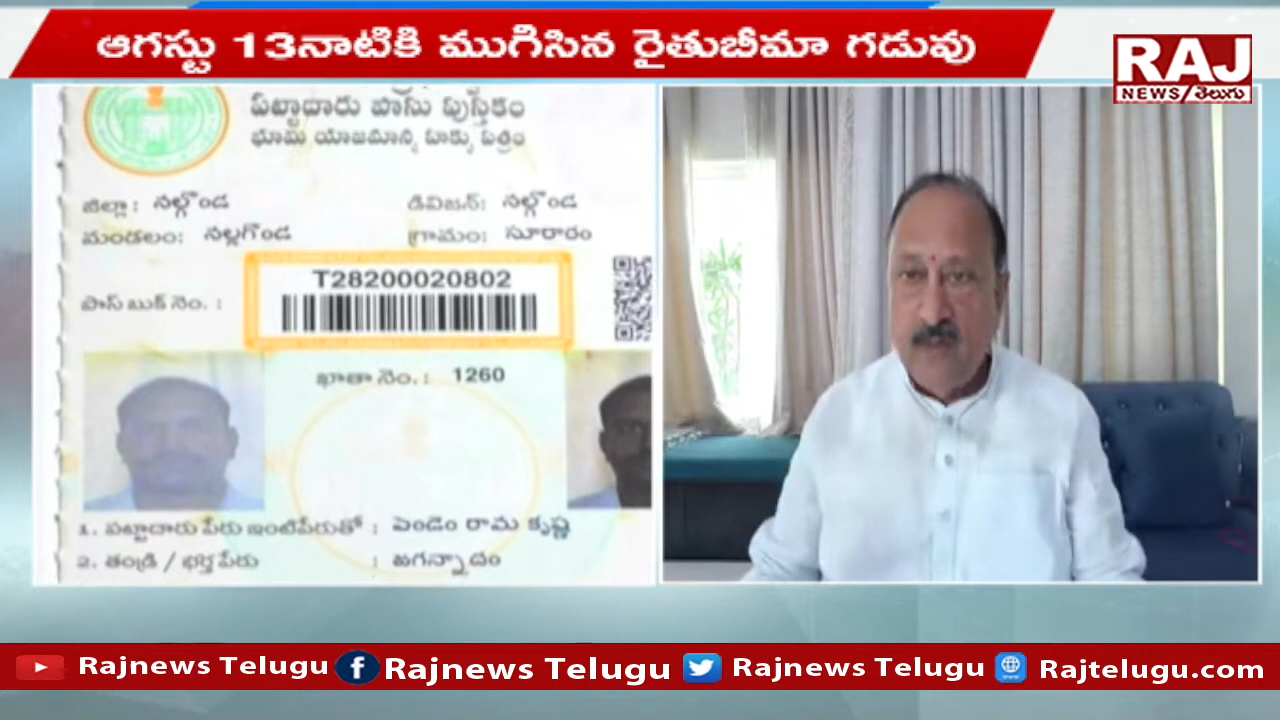 ఆగస్టు 13నాటికి ముగిసిన రైతుబీమా గడువు
RAJ
NEWS తెలుగు
పట్టాదారు పాసు పుస్తకం
భూమి యాజమాన్య హక్కు పత్రం
జిల్లా: నల్గొండ డివిజన్: నల్గొండ
మండలం: నల్లగొండ గ్రామం: సూరారం
T28200020802
పాస్ బుక్ నెం. :
ఖాతా నెం. : 1260
1. పట్టాదారు పేరు ఇంటిపేరుతో : పెండెం రామ కృష్ణ
2. తండ్రి / భర్త పేరు : జగన్నాదం
Rajnews Telugu Rajnews Telugu Rajnews Telugu Rajtelugu.com